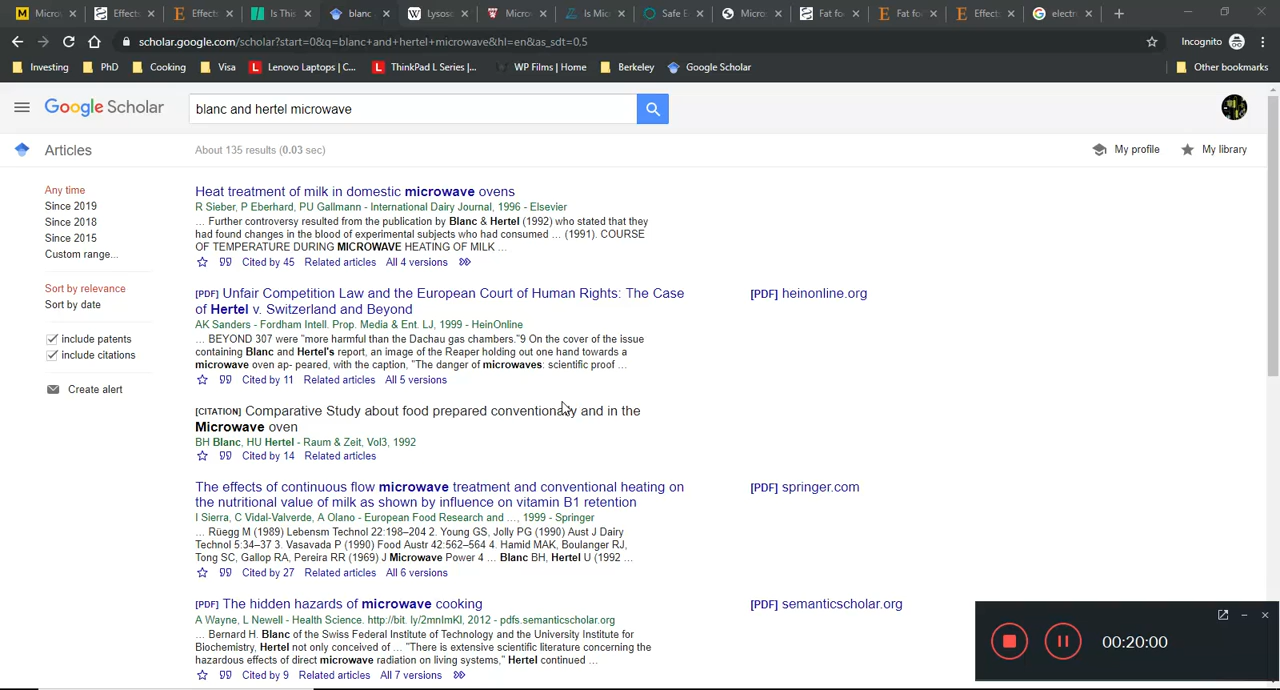 Micro
Effects
Effects
Is This
blanc
Lysoso
Micro
Is Mic
Safe E
Micro
Fat fo
Fat fo
Effect
electr
scholar.google.com/scholar?start=0&q=blanc+and+hertel+microwave&hl=en&as_sdt=0,5
Incognito
Investing
PhD
Cooking
Visa
Lenovo Laptops | C...
ThinkPad L Series |...
WP Films | Home
Berkeley
Google Scholar
Other bookmarks
Google Scholar
blanc and hertel microwave
Articles
About 135 results (0.03 sec)
My profile
My library
Any time
Since 2019
Since 2018
Since 2015
Custom range...
Sort by relevance
Sort by date
include patents
include citations
Create alert
Heat treatment of milk in domestic microwave ovens
R Sieber, P Eberhard, PU Gallmann - International Dairy Journal, 1996 - Elsevier
... Further controversy resulted from the publication by Blanc & Hertel (1992) who stated that they
had found changes in the blood of experimental subjects who had consumed ... (1991). COURSE
OF TEMPERATURE DURING MICROWAVE HEATING OF MILK ...
Cited by 45 Related articles All 4 versions
[PDF] Unfair Competition Law and the European Court of Human Rights: The Case
of Hertel v. Switzerland and Beyond
AK Sanders - Fordham Intell. Prop. Media & Ent. LJ, 1999 - HeinOnline
... BEYOND 307 were "more harmful than the Dachau gas chambers."9 On the cover of the issue
containing Blanc and Hertel's report, an image of the Reaper holding out one hand towards a
microwave oven ap- peared, with the caption, "The danger of microwaves: scientific proof ...
Cited by 11 Related articles All 5 versions
[PDF] heinonline.org
[CITATION] Comparative Study about food prepared conventionally and in the
Microwave oven
BH Blanc, HU Hertel - Raum & Zeit, Vol3, 1992
Cited by 14 Related articles
The effects of continuous flow microwave treatment and conventional heating on
the nutritional value of milk as shown by influence on vitamin B1 retention
I Sierra, C Vidal-Valverde, A Olano - European Food Research and ..., 1999 - Springer
... Rüegg M (1989) Lebensm Technol 22:198–204 2. Young GS, Jolly PG (1990) Aust J Dairy
Technol 5:34–37 3. Vasavada P (1990) Food Austr 42:562–564 4. Hamid MAK, Boulanger RJ,
Tong SC, Gallop RA, Pereira RR (1969) J Microwave Power 4 ... Blanc BH, Hertel U (1992 ...
Cited by 27 Related articles All 6 versions
[PDF] springer.com
[PDF] The hidden hazards of microwave cooking
A Wayne, L Newell - Health Science. http://bit. ly/2mnlmKI, 2012 - pdfs.semanticscholar.org
... Bernard H. Blanc of the Swiss Federal Institute of Technology and the University Institute for
Biochemistry, Hertel not only conceived of ... "There is extensive scientific literature concerning the
hazardous effects of direct microwave radiation on living systems," Hertel continued ...
Cited by 9 Related articles All 7 versions
[PDF] semanticscholar.org
00:20:00